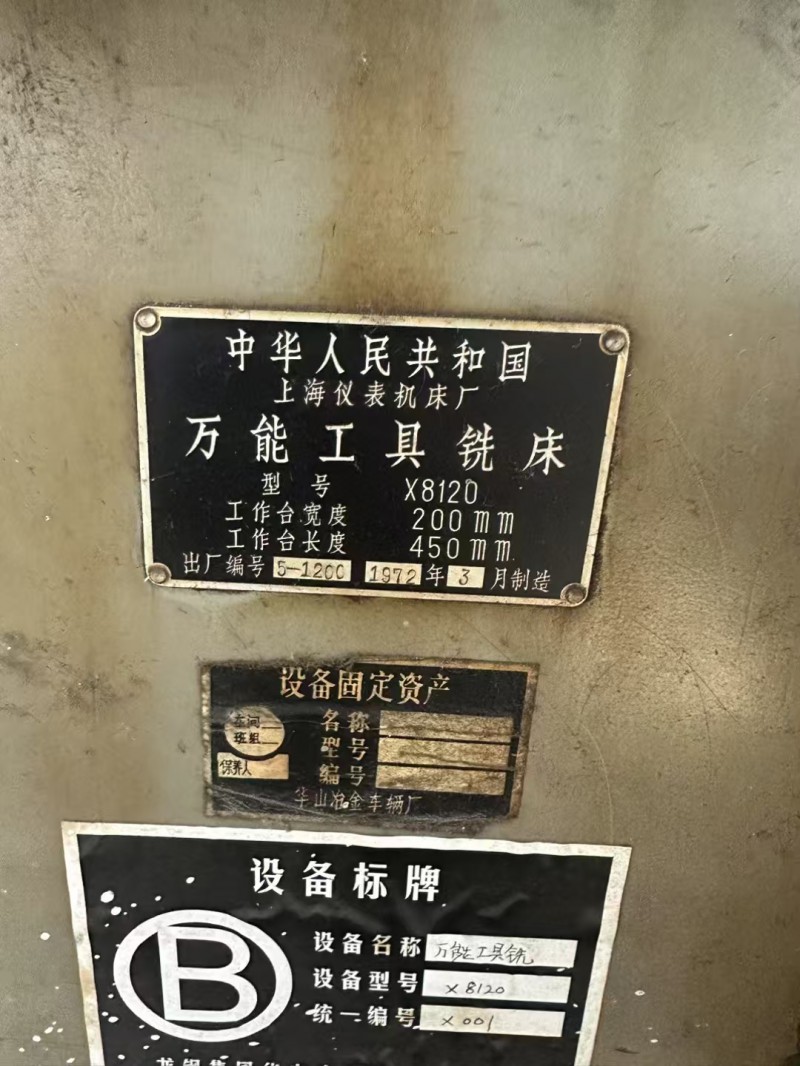 中华人民共和国
上海仪表机床厂
万能工具铣床
型号 X8120
工作台宽度 200mm
工作台长度 450mm
出厂编号 5-1200 1972年3月制造
设备固定资产
车间
班组
保养人
名称
型号
编号
华山冶金车辆厂
设备标牌
B
设备名称 万能工具铣
设备型号 X8120
统一编号 X001